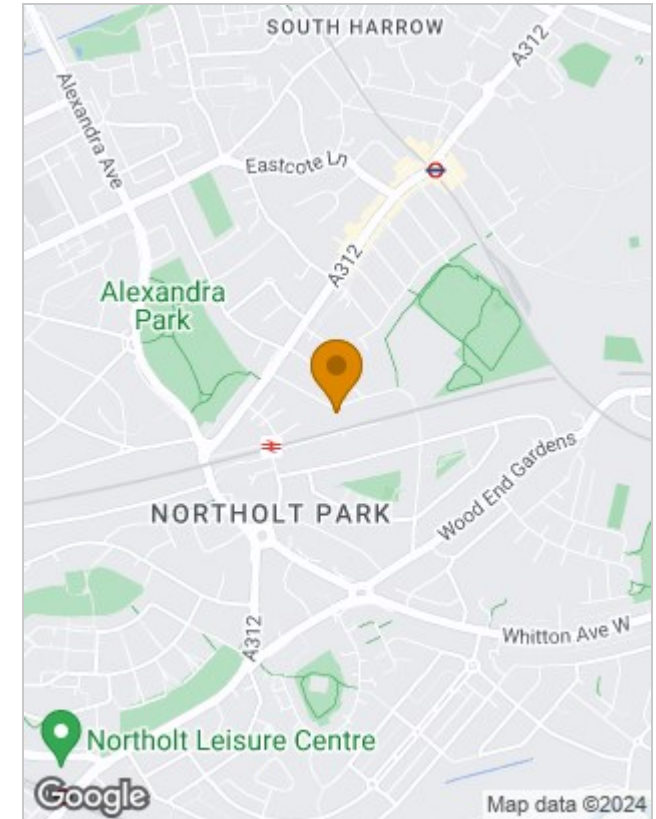 SOUTH HARROW
A312
Alexandra Ave
Eastcote Ln
A312
Alexandra
Park
Wood End Gardens
NORTHOLT PARK
A312
Whitton Ave W
Northolt Leisure Centre
Google
Map data ©2024